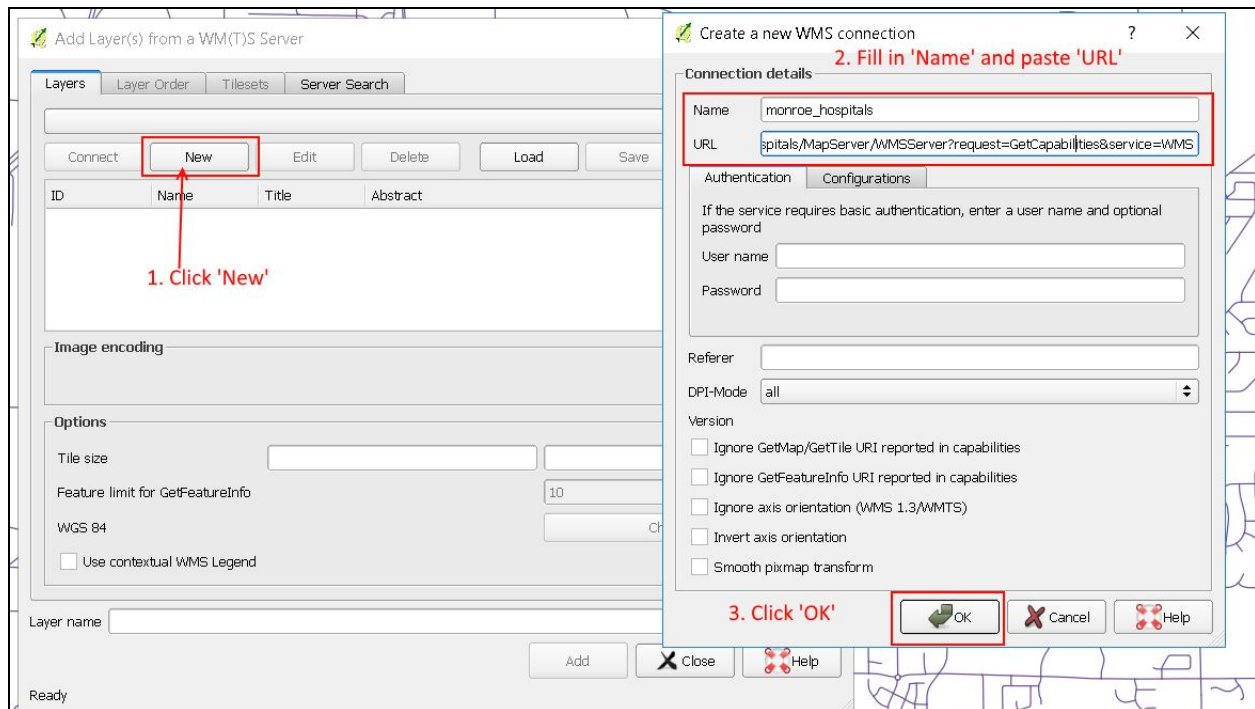 Add Layer(s) from a WM(T)S Server
Layers Layer Order Tilesets Server Search
Connect New Edit Delete Load Save
ID Name Title Abstract
1. Click 'New'
Image encoding
Options
Tile size
Feature limit for GetFeatureInfo 10
WGS 84
Use contextual WMS Legend
Layer name
Add Close Help
Ready
Create a new WMS connection ?
2. Fill in 'Name' and paste 'URL'
Connection details
Name monroe_hospitals
URL spitals/MapServer/WMSServer?request=GetCapabilities&service=WMS
Authentication Configurations
If the service requires basic authentication, enter a user name and optional
password
User name
Password
Referer
DPI-Mode all
Version
Ignore GetMap/GetTile URI reported in capabilities
Ignore GetFeatureInfo URI reported in capabilities
Ignore axis orientation (WMS 1.3/WMTS)
Invert axis orientation
Smooth pixmap transform
3. Click 'OK'
OK Cancel Help